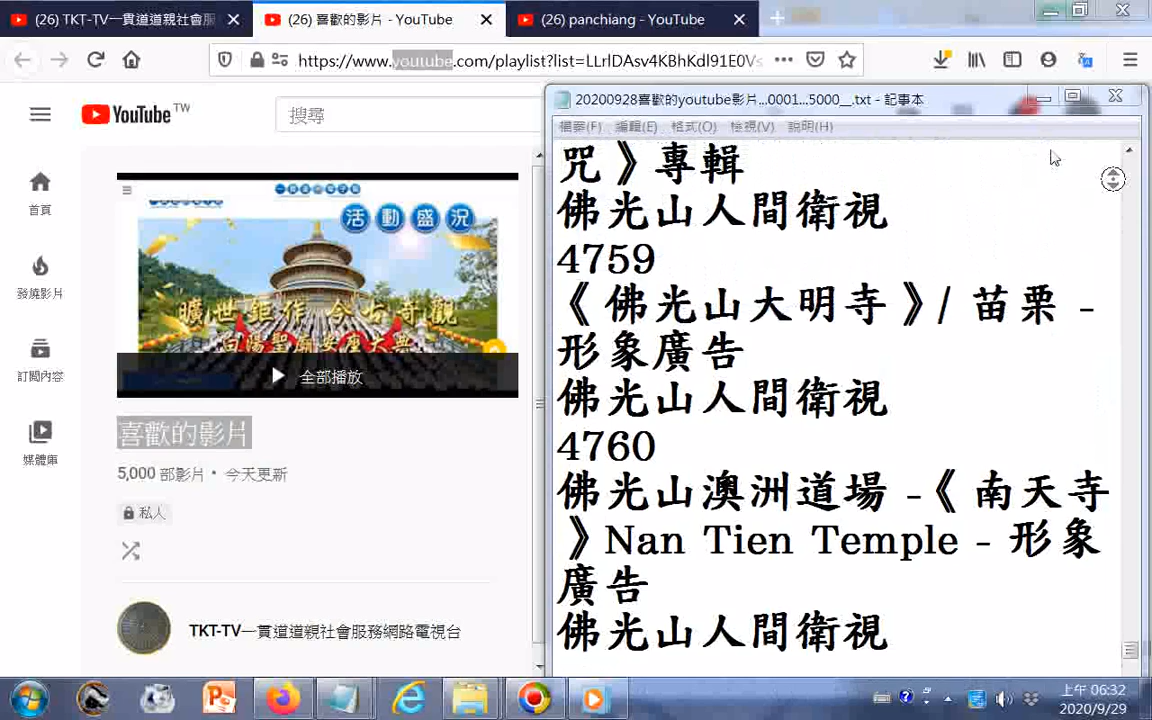 (26) TKT-TV一貫道道親社會服
(26) 喜歡的影片 - YouTube
(26) panchiang - YouTube
https://www.youtube.com/playlist?list=LLrlDAsv4KBhKdl91E0Vs
YouTube TW
搜尋
首頁
發燒影片
訂閱內容
媒體庫
活動盛況
曠世鉅作 今古奇觀
全部播放
喜歡的影片
5,000 部影片・今天更新
私人
TKT-TV一貫道道親社會服務網路電視台
20200928喜歡的youtube影片...0001...5000__.txt - 記事本
檔案(F) 編輯(E) 格式(O) 檢視(V) 說明(H)
咒》專輯
佛光山人間衛視
4759
《佛光山大明寺》/ 苗栗 -
形象廣告
佛光山人間衛視
4760
佛光山澳洲道場 -《南天寺
》Nan Tien Temple - 形象
廣告
佛光山人間衛視
上午 06:32
2020/9/29